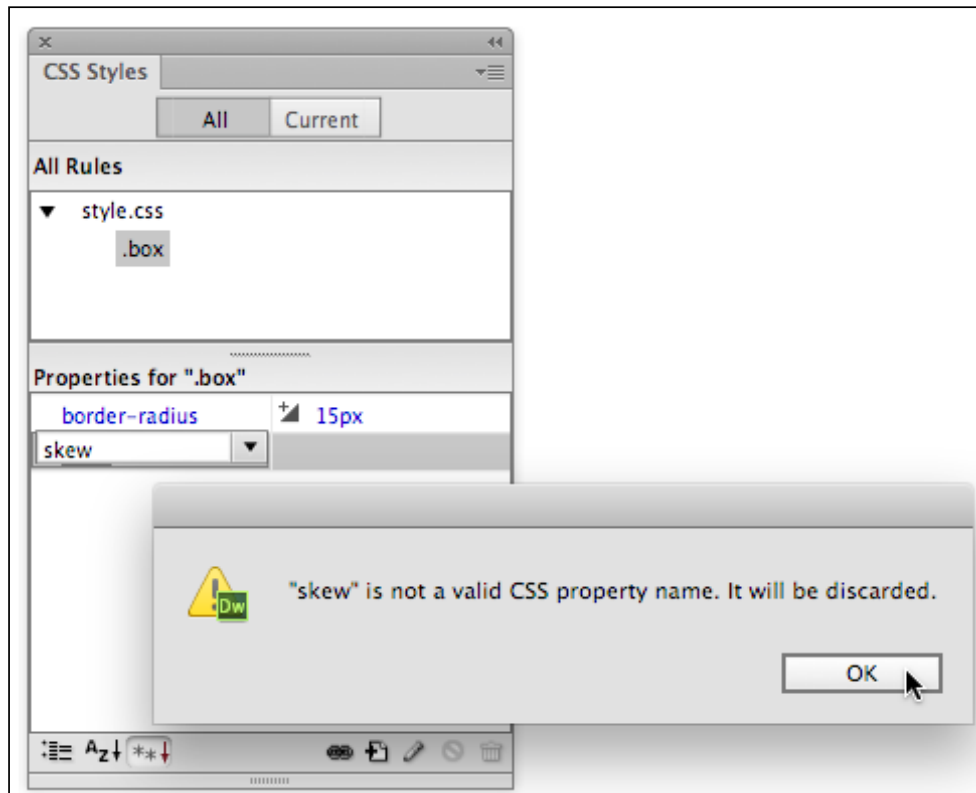 CSS Styles
All Current
All Rules
style.css
.box
Properties for ".box"
border-radius 15px
skew
"skew" is not a valid CSS property name. It will be discarded.
Dw
OK
Az
**